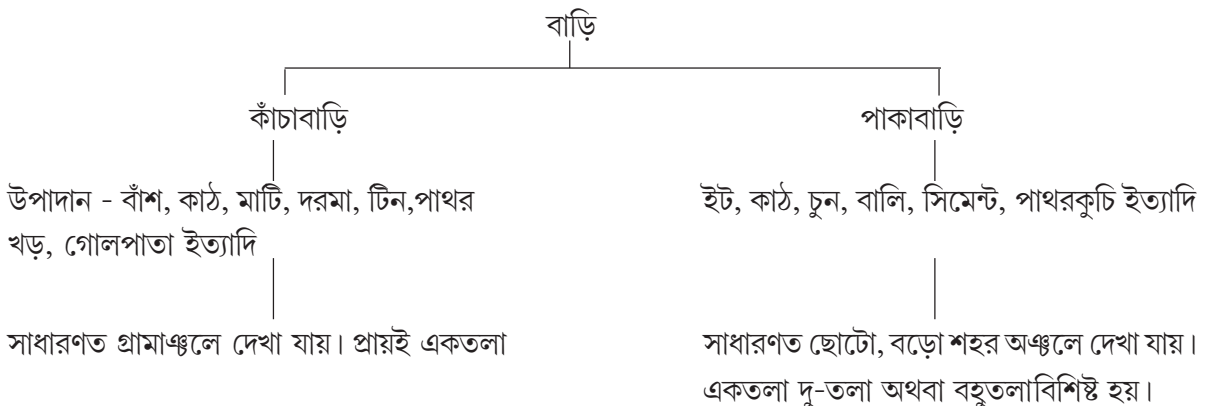 বাড়ি
কাঁচাবাড়ি
পাকাবাড়ি
উপাদান - বাঁশ, কাঠ, মাটি, দরমা, টিন,পাথর
খড়, গোলপাতা ইত্যাদি
ইট, কাঠ, চুন, বালি, সিমেন্ট, পাথরকুচি ইত্যাদি
সাধারণত গ্রামাঞ্চলে দেখা যায়। প্রায়ই একতলা
সাধারণত ছোটো, বড়ো শহর অঞ্চলে দেখা যায়।
একতলা দু-তলা অথবা বহুতলাবিশিষ্ট হয়।